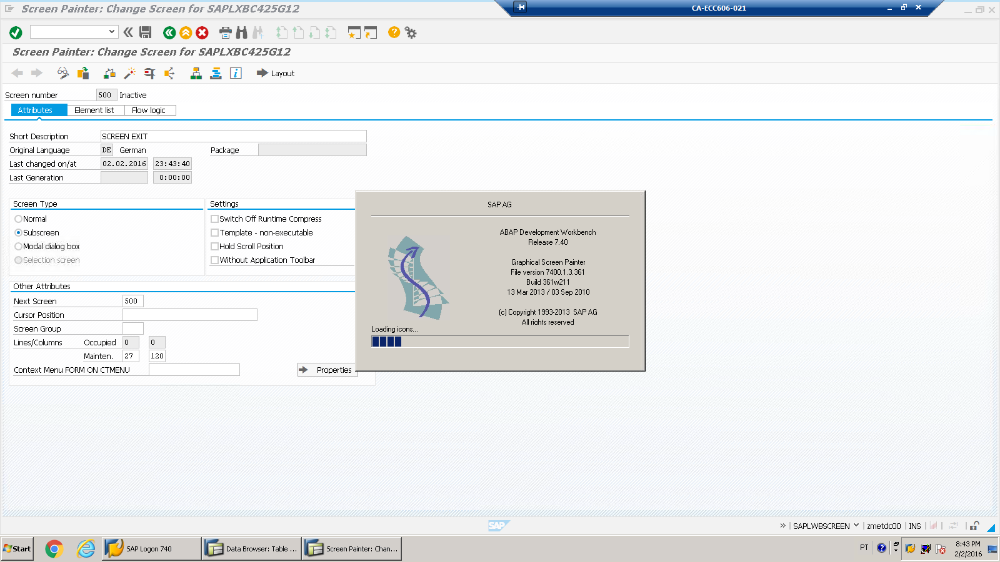 Screen Painter: Change Screen for SAPLXBC425G12
CA-ECC606-021
Screen Painter: Change Screen for SAPLXBC425G12
Layout
Screen number 500 Inactive
Attributes Element list Flow logic
Short Description SCREEN EXIT
Original Language DE German Package
Last changed on/at 02.02.2016 23:43:40
Last Generation 0:00:00
Screen Type
Normal
Subscreen
Modal dialog box
Selection screen
Settings
Switch Off Runtime Compress
Template - non-executable
Hold Scroll Position
Without Application Toolbar
Other Attributes
Next Screen 500
Cursor Position
Screen Group
Lines/Columns Occupied 0 0
Mainten. 27 120
Context Menu FORM ON CTMENU
Properties
SAP AG
ABAP Development Workbench
Release 7.40
Graphical Screen Painter
File version 7400.1.3.361
Build 361w211
13 Mar 2013 / 03 Sep 2010
(c) Copyright 1993-2013 SAP AG
All rights reserved
Loading icons...
SAP
SAPLWBSCREEN zmetdc00 INS
Start
SAP Logon 740
Data Browser: Table ...
Screen Painter: Chan...
PT
8:43 PM
2/2/2016